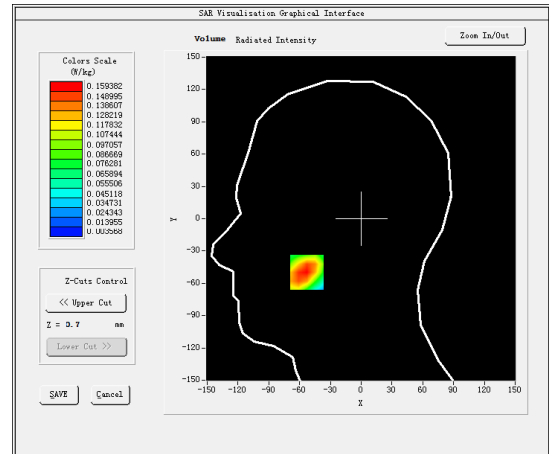 SAR Visualisation Graphical Interface
Volume Radiated Intensity
Zoom In/Out
Colors Scale
(W/kg)
0.159382
0.148995
0.138607
0.128219
0.117832
0.107444
0.097057
0.086669
0.076281
0.065894
0.055506
0.045118
0.034731
0.024343
0.013955
0.003568
Z-Cuts Control
<< Upper Cut
Z = 0.7 mm
Lower Cut >>
SAVE Cancel
150
120
90
60
30
0
-30
-60
-90
-120
-150
Y
-150 -120 -90 -60 -30 0 30 60 90 120 150
X